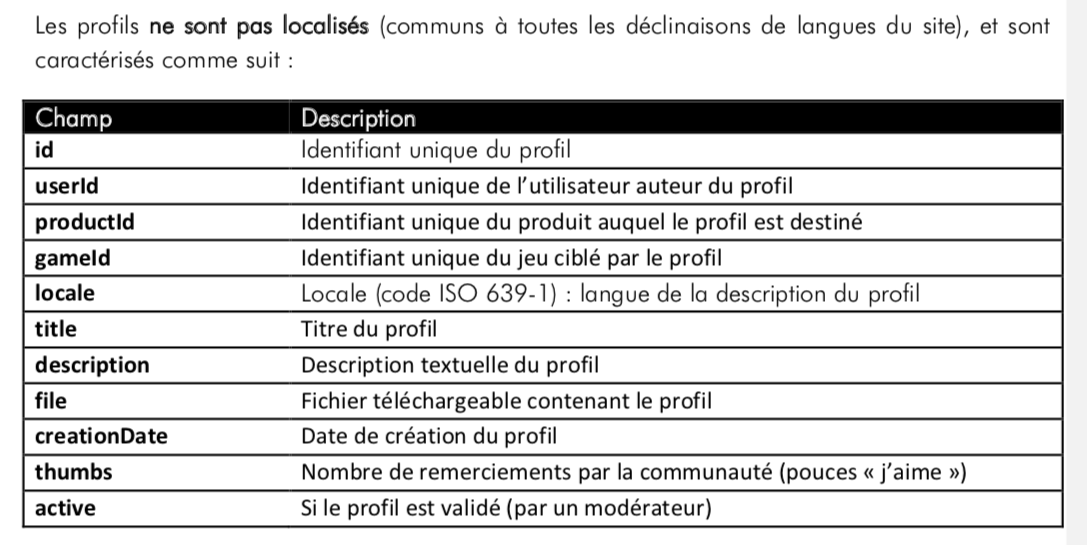 Les profils ne sont pas localisés (communs à toutes les déclinaisons de langues du site), et sont
caractérisés comme suit :
Champ Description
id Identifiant unique du profil
userId Identifiant unique de l’utilisateur auteur du profil
productId Identifiant unique du produit auquel le profil est destiné
gameId Identifiant unique du jeu ciblé par le profil
locale Locale (code ISO 639-1) : langue de la description du profil
title Titre du profil
description Description textuelle du profil
file Fichier téléchargeable contenant le profil
creationDate Date de création du profil
thumbs Nombre de remerciements par la communauté (pouces « j’aime »)
active Si le profil est validé (par un modérateur)